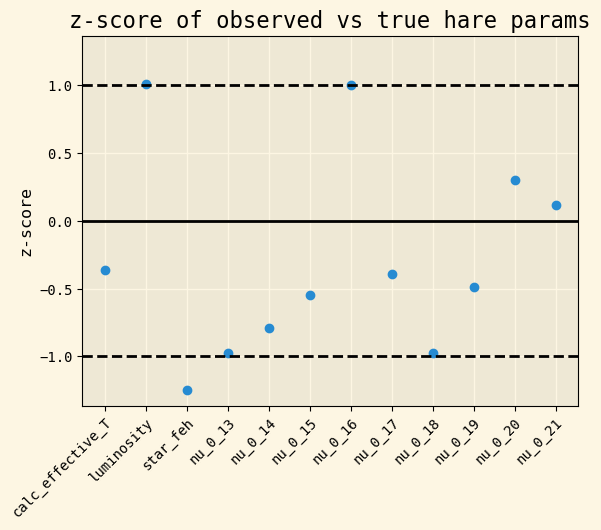 z-score of observed vs true hare params
z-score
1.0
0.5
0.0
−0.5
−1.0
calc_effective_T
luminosity
star_feh
nu_0_13
nu_0_14
nu_0_15
nu_0_16
nu_0_17
nu_0_18
nu_0_19
nu_0_20
nu_0_21